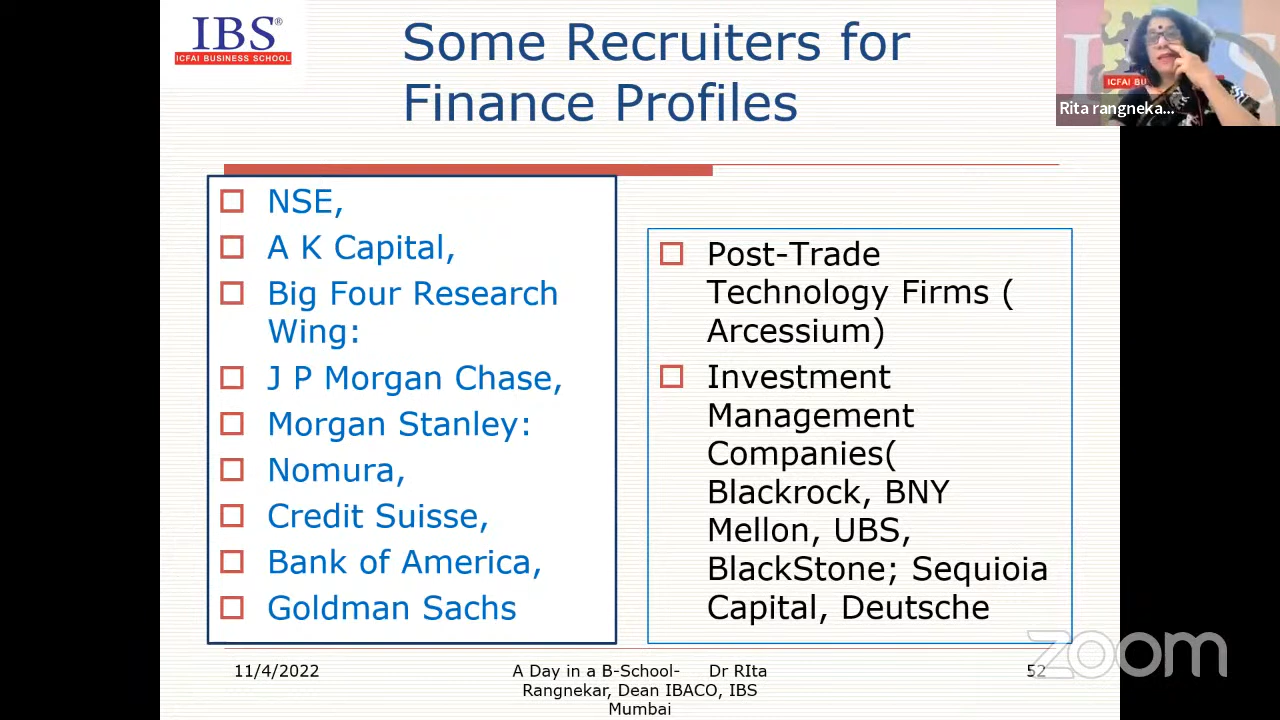 IBS®
ICFAI BUSINESS SCHOOL
Some Recruiters for
Finance Profiles
ICFAI BU
Rita rangneka...
NSE,
A K Capital,
Big Four Research
Wing:
J P Morgan Chase,
Morgan Stanley:
Nomura,
Credit Suisse,
Bank of America,
Goldman Sachs
Post-Trade
Technology Firms (
Arcessium)
Investment
Management
Companies(
Blackrock, BNY
Mellon, UBS,
BlackStone; Sequioia
Capital, Deutsche
11/4/2022
A Day in a B-School- Dr RIta
Rangnekar, Dean IBACO, IBS
Mumbai
52
zoom